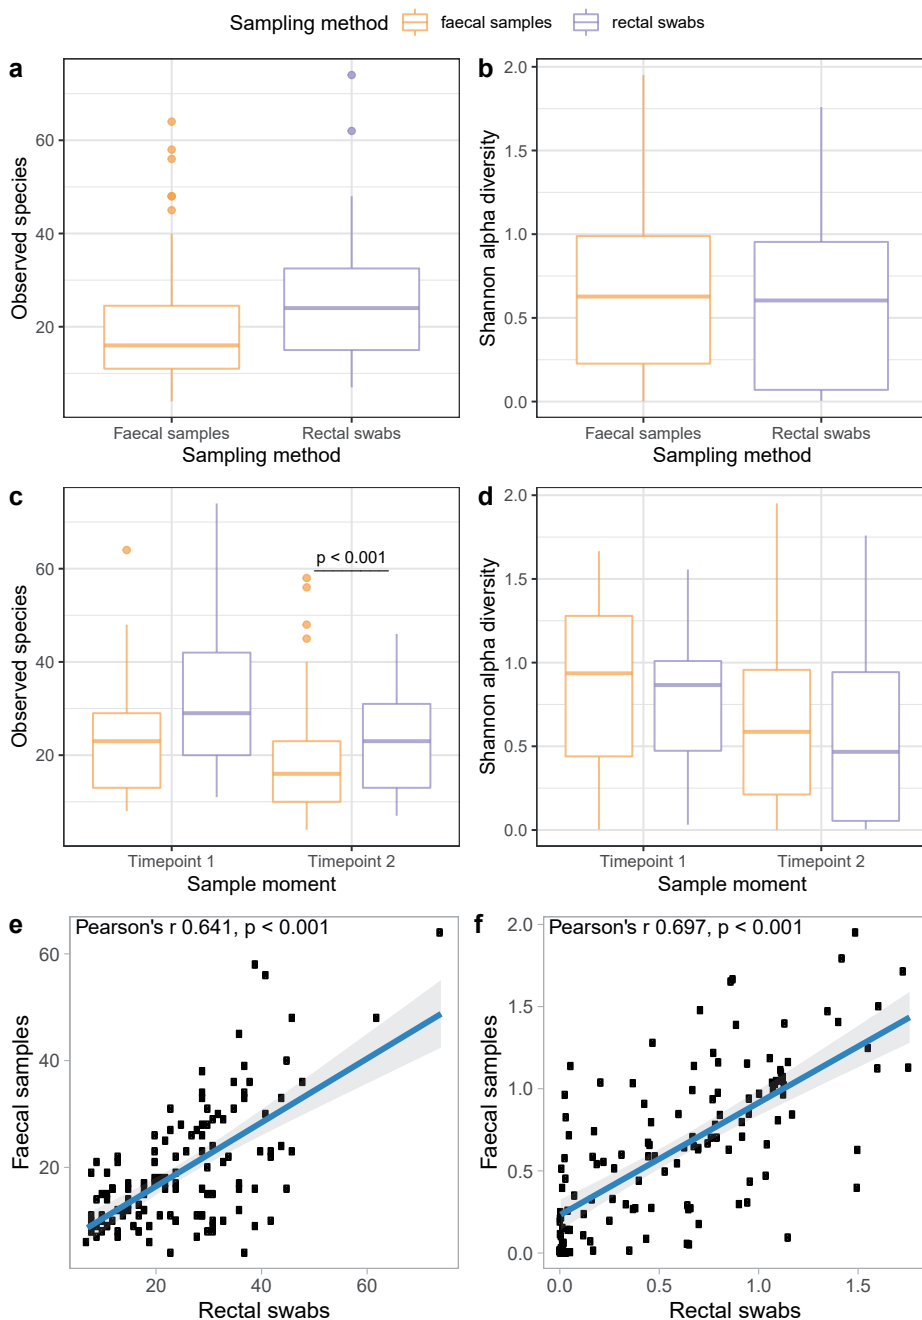 Sampling method faecal samples rectal swabs
a
Observed species
60
40
20
Faecal samples Rectal swabs
Sampling method
b
Shannon alpha diversity
2.0
1.5
1.0
0.5
0.0
Faecal samples Rectal swabs
Sampling method
c
Observed species
60
40
20
p < 0.001
Timepoint 1 Timepoint 2
Sample moment
d
Shannon alpha diversity
2.0
1.5
1.0
0.5
0.0
Timepoint 1 Timepoint 2
Sample moment
e
Pearson's r 0.641, p < 0.001
Faecal samples
60
40
20
20 40 60
Rectal swabs
f
Pearson's r 0.697, p < 0.001
Faecal samples
2.0
1.5
1.0
0.5
0.0
0.0 0.5 1.0 1.5
Rectal swabs